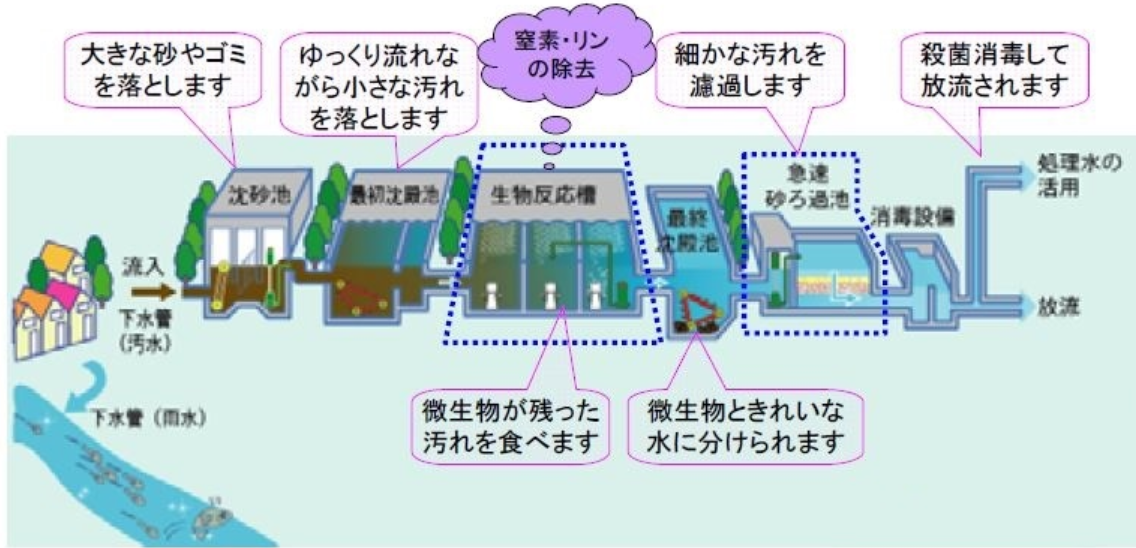 大きな砂やゴミ
を落とします
ゆっくり流れな
がら小さな汚れ
を落とします
窒素・リン
の除去
細かな汚れを
濾過します
殺菌消毒して
放流されます
沈砂池
最初沈殿池
生物反応槽
最終
沈殿池
急速
砂ろ過池
消毒設備
処理水の
活用
流入
下水管
(汚水)
放流
下水管(雨水)
微生物が残った
汚れを食べます
微生物ときれいな
水に分けられます